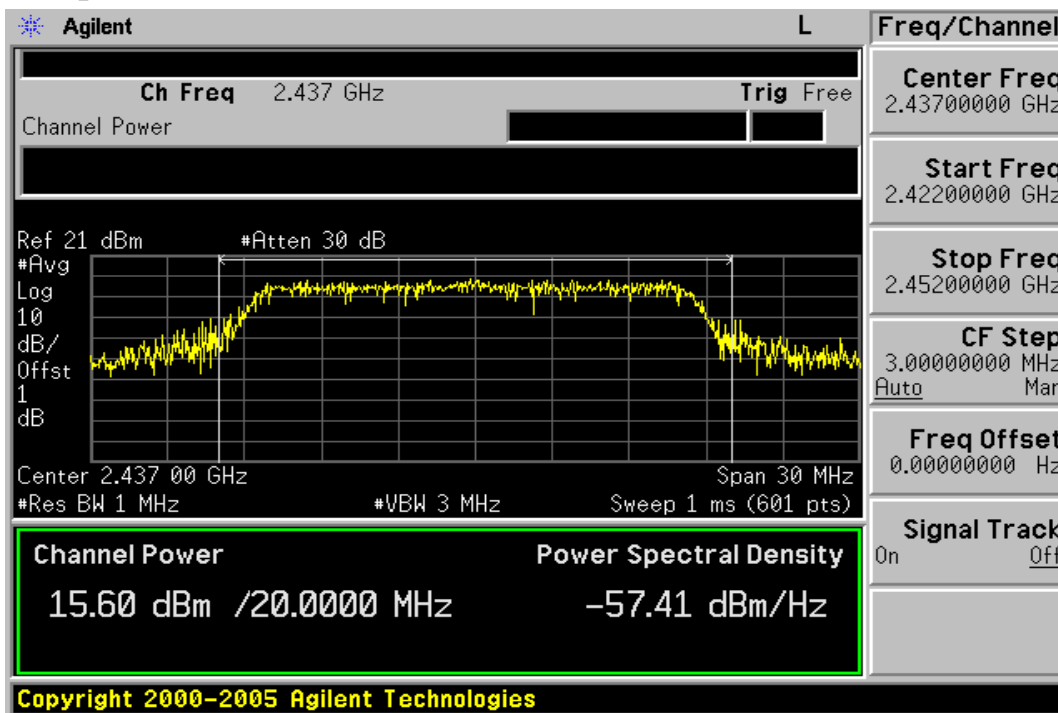 Agilent L Freq/Channel
Ch Freq 2.437 GHz Trig Free
Channel Power
Center Freq
2.43700000 GHz
Start Freq
2.42200000 GHz
Stop Freq
2.45200000 GHz
CF Step
3.00000000 MHz
Auto Man
Freq Offset
0.00000000 Hz
Signal Track
On Off
Ref 21 dBm #Atten 30 dB
#Avg
Log
10
dB/
Offst
1
dB
Center 2.437 00 GHz Span 30 MHz
#Res BW 1 MHz #VBW 3 MHz Sweep 1 ms (601 pts)
Channel Power Power Spectral Density
15.60 dBm /20.0000 MHz -57.41 dBm/Hz
Copyright 2000-2005 Agilent Technologies